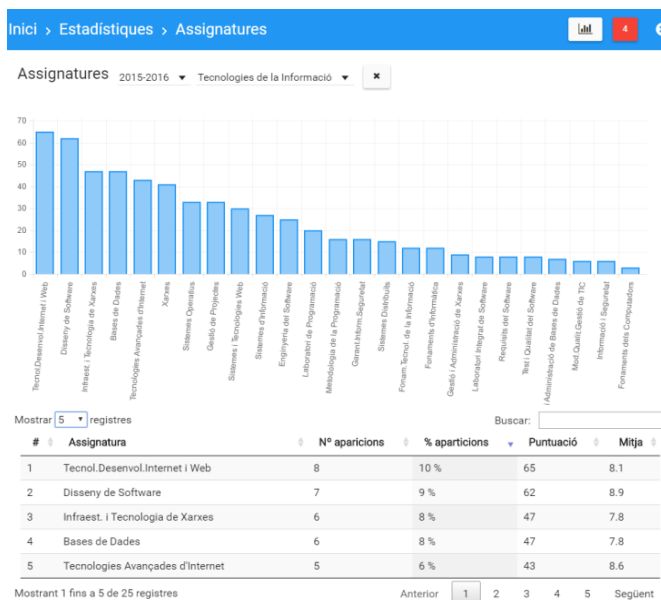 Inici › Estadístiques › Assignatures
4
Assignatures 2015-2016 Tecnologies de la Informació ×
70
60
50
40
30
20
10
0
Tecnol.Desenvol.Internet i Web
Disseny de Software
Infraest. i Tecnologia de Xarxes
Bases de Dades
Tecnologies Avançades d'Internet
Xarxes
Sistemes Operatius
Gestió de Projectes
Sistemes i Tecnologies Web
Sistemes d'Informació
Enginyeria del Software
Laboratori de Programació
Metodologia de la Programació
Garant.Inform.Seguretat
Sistemes Distribuïts
Fonam.Tecnol. de la Informació
Fonaments d'Informàtica
Gestió i Administració de Xarxes
Laboratori Integrat de Software
Requisits del Software
Test i Qualitat del Software
i Administració de Bases de Dades
Mod.Qualit.Gestió de TIC
Informació i Seguretat
Fonaments dels Computadors
Mostrar 5 registres Buscar:
# Assignatura Nº aparicions % aparticions Puntuació Mitja
1 Tecnol.Desenvol.Internet i Web 8 10 % 65 8.1
2 Disseny de Software 7 9 % 62 8.9
3 Infraest. i Tecnologia de Xarxes 6 8 % 47 7.8
4 Bases de Dades 6 8 % 47 7.8
5 Tecnologies Avançades d'Internet 5 6 % 43 8.6
Mostrant 1 fins a 5 de 25 registres Anterior 1 2 3 4 5 Següent